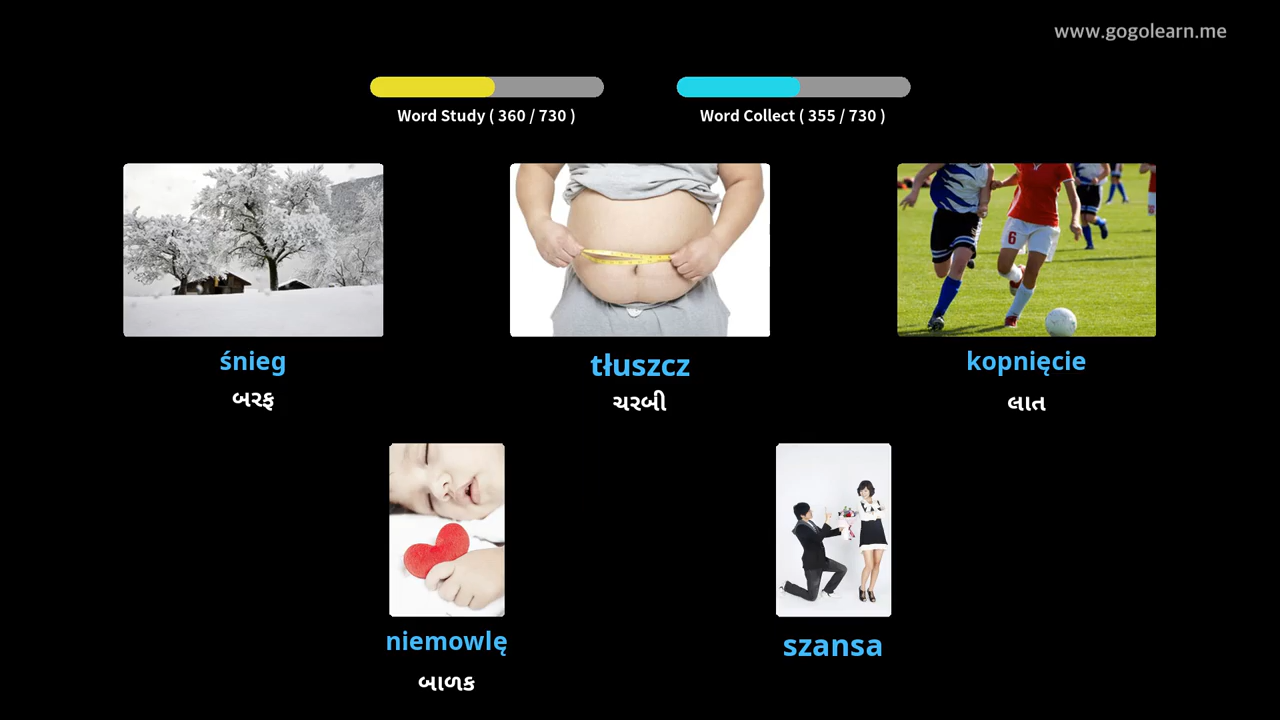 www.gogolearn.me
Word Study ( 360 / 730 )
Word Collect ( 355 / 730 )
śnieg
બરફ
tłuszcz
ચરબી
kopnięcie
લાત
6
niemowlę
બાળક
szansa